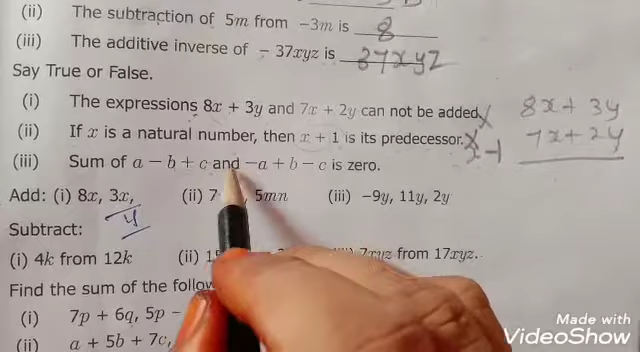 (ii) The subtraction of 5m from −3m is 8
(iii) The additive inverse of − 37xyz is 37xyz
Say True or False.
(i) The expressions 8x + 3y and 7x + 2y can not be added. x 8x + 3y
(ii) If x is a natural number, then x + 1 is its predecessor. x x-1 7x + 2y
(iii) Sum of a − b + c and −a + b − c is zero.
Add: (i) 8x, 3x, (ii) 7 , 5mn (iii) −9y, 11y, 2y
4
Subtract:
(i) 4k from 12k (ii) 7xyz from 17xyz.
Find the sum of the
(i) 7p + 6q, 5p −
(ii) a + 5b + 7c,
Made with
VideoShow